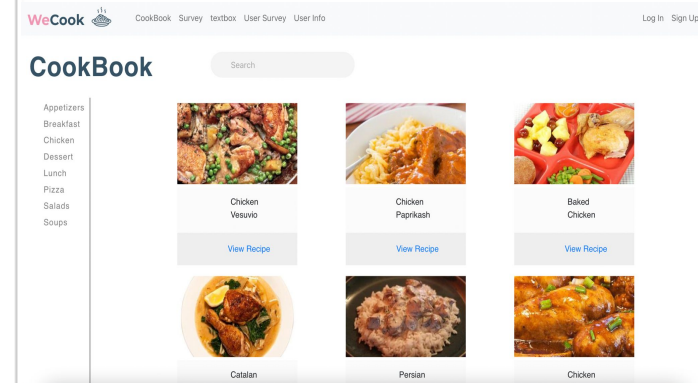 WeCook CookBook Survey textbox User Survey User Info Log In Sign Up
CookBook Search
Appetizers
Breakfast
Chicken
Dessert
Lunch
Pizza
Salads
Soups
Chicken Chicken Baked
Vesuvio Paprikash Chicken
View Recipe View Recipe View Recipe
Catalan Persian Chicken